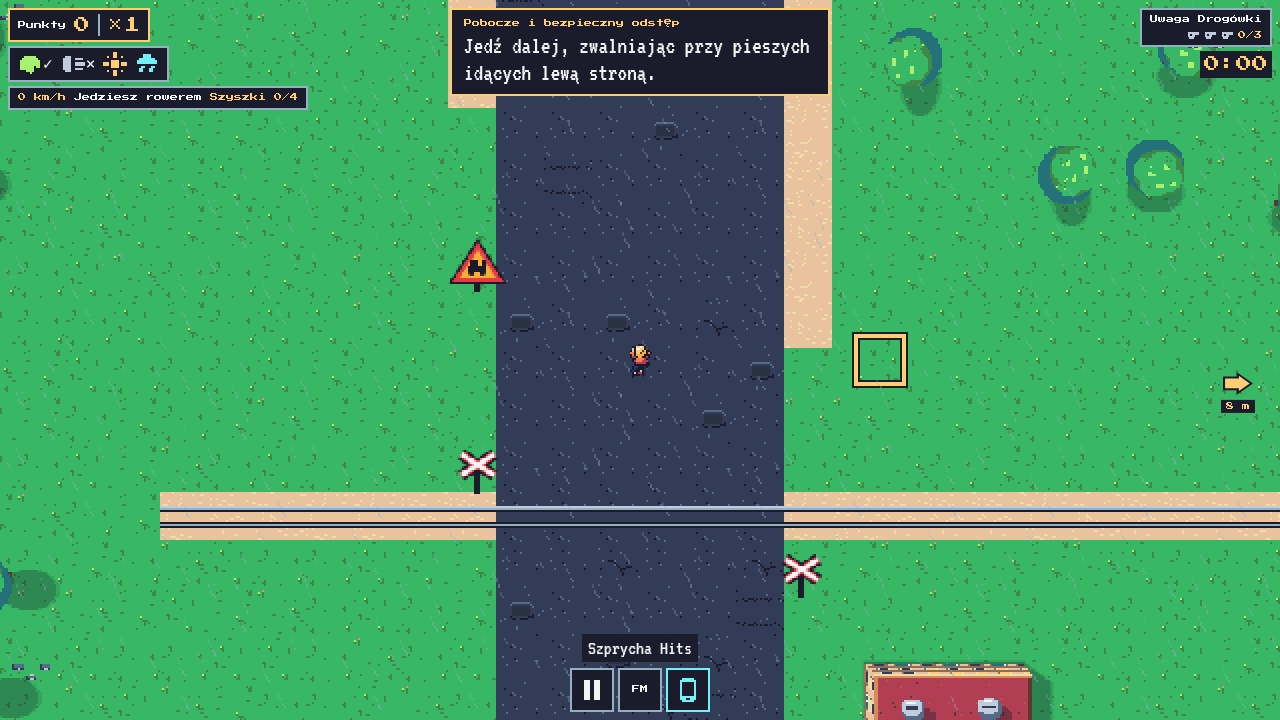 Punkty 0 | × 1
0 km/h Jedziesz rowerem Szyszki 0/4
Pobocze i bezpieczny odstęp
Jedź dalej, zwalniając przy pieszych
idących lewą stroną.
Uwaga Drogówki
0/3
0:00
8 m
Szprycha Hits
FM